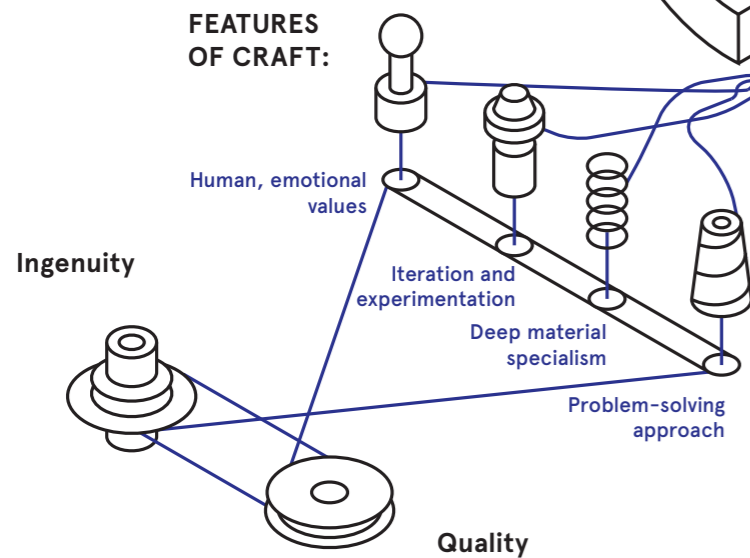 FEATURES
OF CRAFT:
Human, emotional
values
Ingenuity
Iteration and
experimentation
Deep material
specialism
Problem-solving
approach
Quality